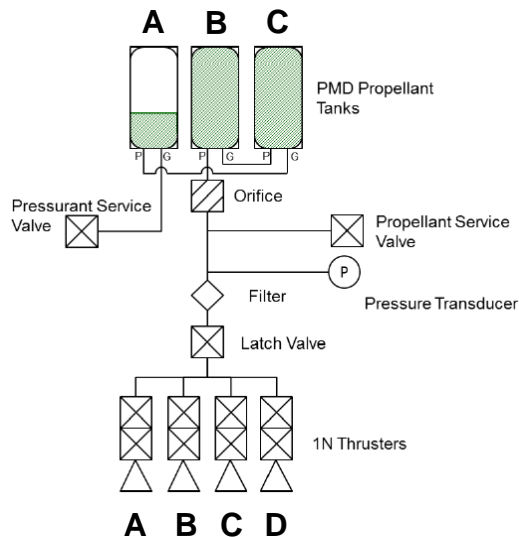 A B C
PMD Propellant
Tanks
P G P G P G
Orifice
Pressurant Service
Valve
Propellant Service
Valve
P
Filter
Pressure Transducer
Latch Valve
1N Thrusters
A B C D